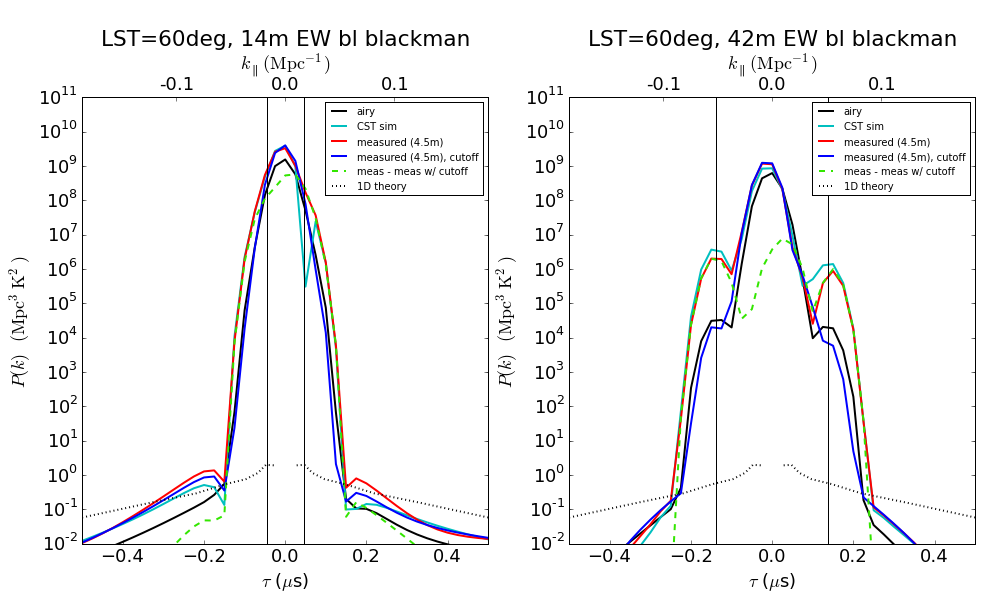 LST=60deg, 14m EW bl blackman
k∥ (Mpc⁻¹)
-0.1 0.0 0.1
10¹¹
10¹⁰
10⁹
10⁸
10⁷
10⁶
10⁵
10⁴
10³
10²
10¹
10⁰
10⁻¹
10⁻²
P(k) (Mpc³ K²)
airy
CST sim
measured (4.5m)
measured (4.5m), cutoff
meas - meas w/ cutoff
1D theory
−0.4 −0.2 0.0 0.2 0.4
τ (μs)
LST=60deg, 42m EW bl blackman
k∥ (Mpc⁻¹)
-0.1 0.0 0.1
10¹¹
10¹⁰
10⁹
10⁸
10⁷
10⁶
10⁵
10⁴
10³
10²
10¹
10⁰
10⁻¹
10⁻²
P(k) (Mpc³ K²)
airy
CST sim
measured (4.5m)
measured (4.5m), cutoff
meas - meas w/ cutoff
1D theory
−0.4 −0.2 0.0 0.2 0.4
τ (μs)